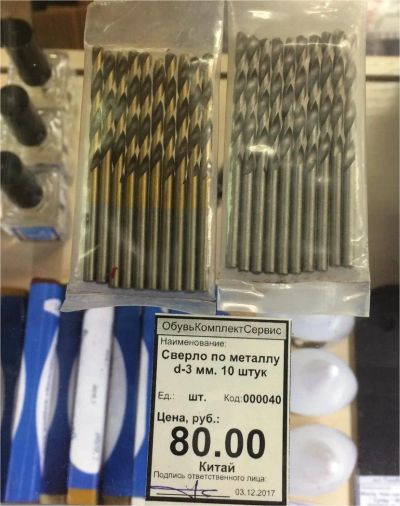 ОбувьКомплектСервис
Наименование:
Сверло по металлу
d-3 мм. 10 штук
Ед.: шт. Код:000040
Цена, руб.:
80.00
Китай
Подпись ответственного лица:
03.12.2017